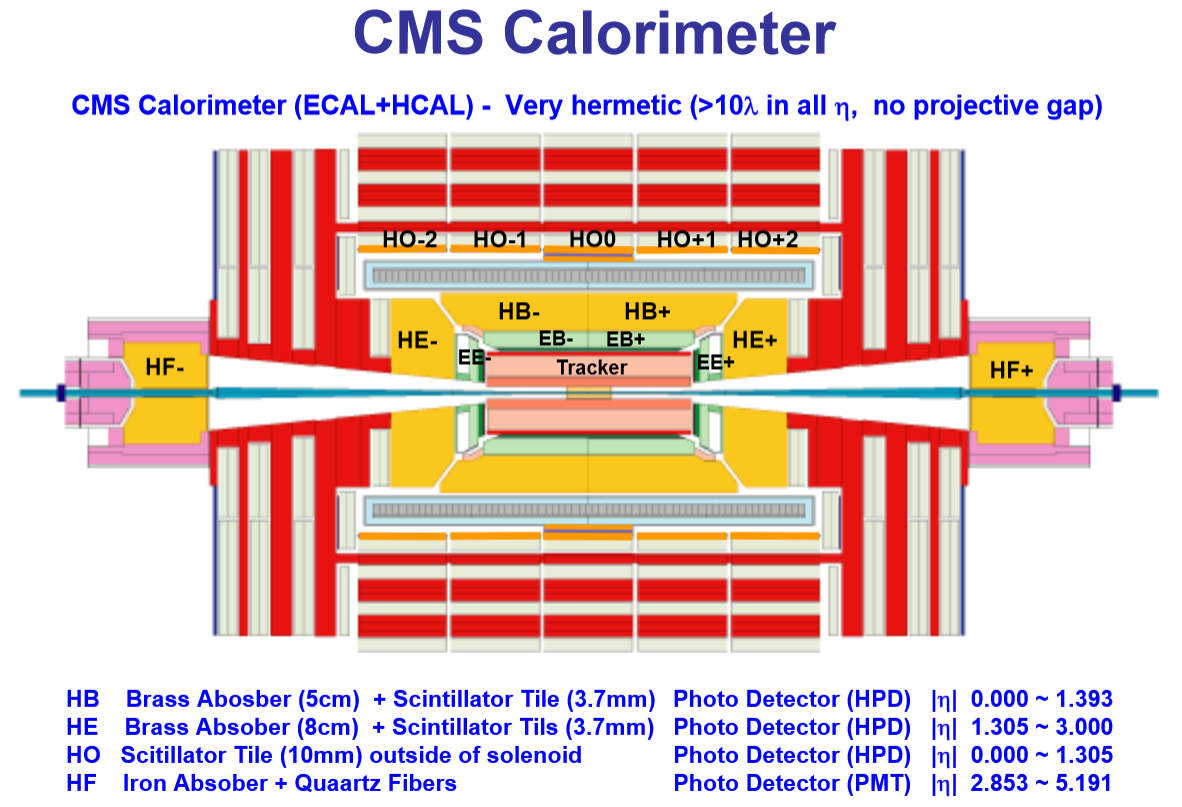 CMS Calorimeter
CMS Calorimeter (ECAL+HCAL) - Very hermetic (>10λ in all η, no projective gap)
HO-2 HO-1 HO0 HO+1 HO+2
HB- HB+
HE- EB- EB+ HE+
EE- EE+
HF- Tracker HF+
HB Brass Abosber (5cm) + Scintillator Tile (3.7mm) Photo Detector (HPD) |η| 0.000 ~ 1.393
HE Brass Absober (8cm) + Scintillator Tils (3.7mm) Photo Detector (HPD) |η| 1.305 ~ 3.000
HO Scitillator Tile (10mm) outside of solenoid Photo Detector (HPD) |η| 0.000 ~ 1.305
HF Iron Absober + Quaartz Fibers Photo Detector (PMT) |η| 2.853 ~ 5.191